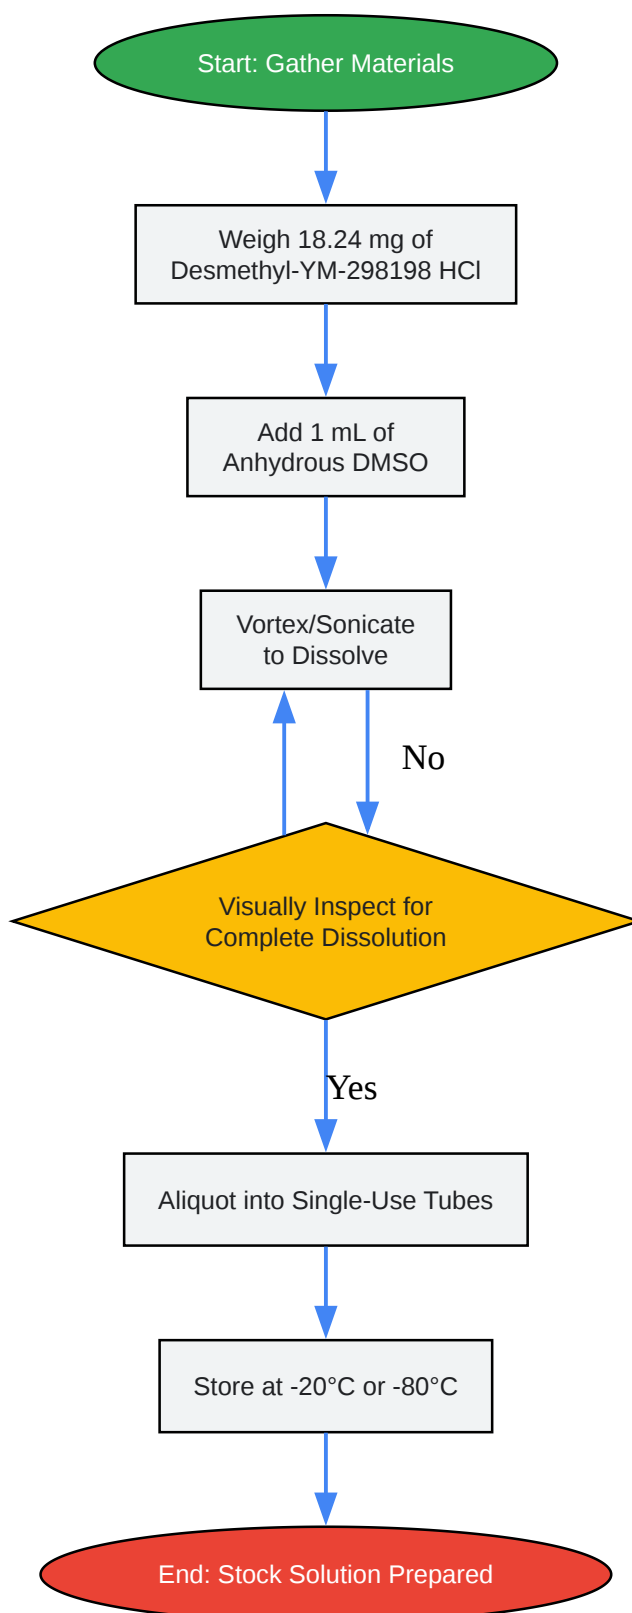 Start: Gather Materials
Weigh 18.24 mg of
Desmethyl-YM-298198 HCl
Add 1 mL of
Anhydrous DMSO
Vortex/Sonicate
to Dissolve
No
Visually Inspect for
Complete Dissolution
Yes
Aliquot into Single-Use Tubes
Store at -20°C or -80°C
End: Stock Solution Prepared